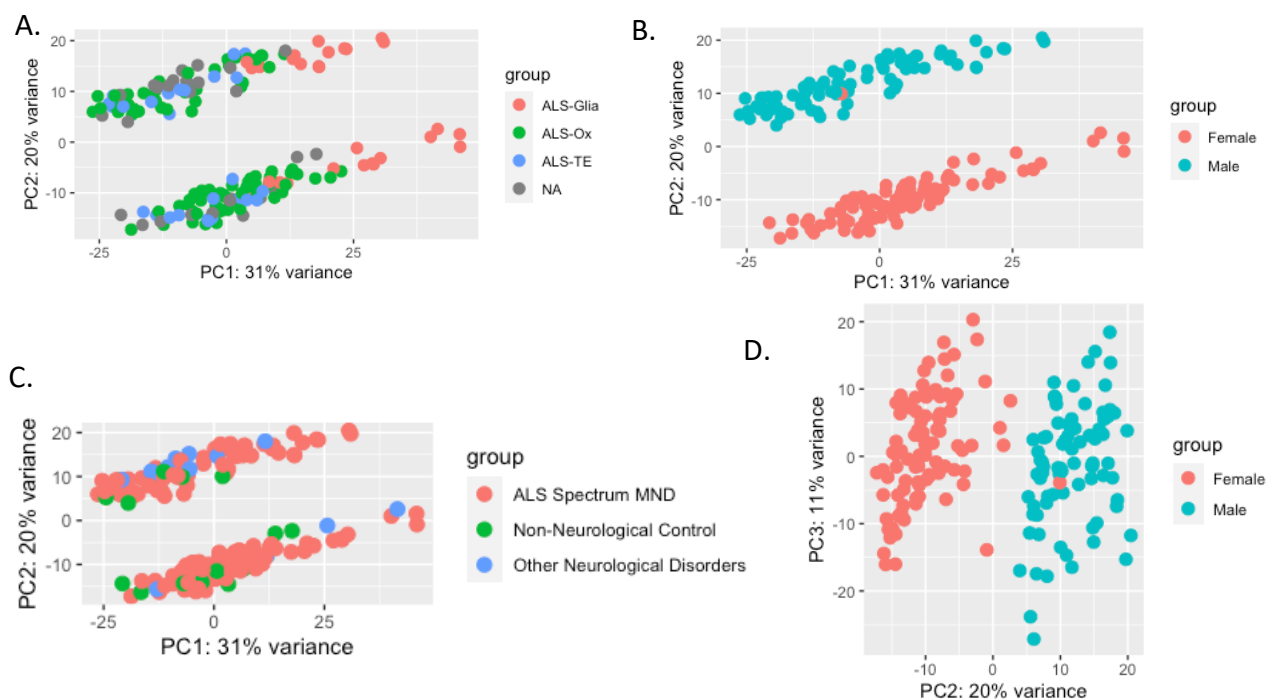 A.
20
10
0
-10
PC2: 20% variance
-25
0
25
PC1: 31% variance
group
ALS-Glia
ALS-Ox
ALS-TE
NA
B.
20
10
0
-10
PC2: 20% variance
-25
0
25
PC1: 31% variance
group
Female
Male
C.
20
10
0
-10
PC2: 20% variance
-25
0
25
PC1: 31% variance
group
ALS Spectrum MND
Non-Neurological Control
Other Neurological Disorders
D.
20
10
0
-10
-20
PC3: 11% variance
-10
0
10
20
PC2: 20% variance
group
Female
Male